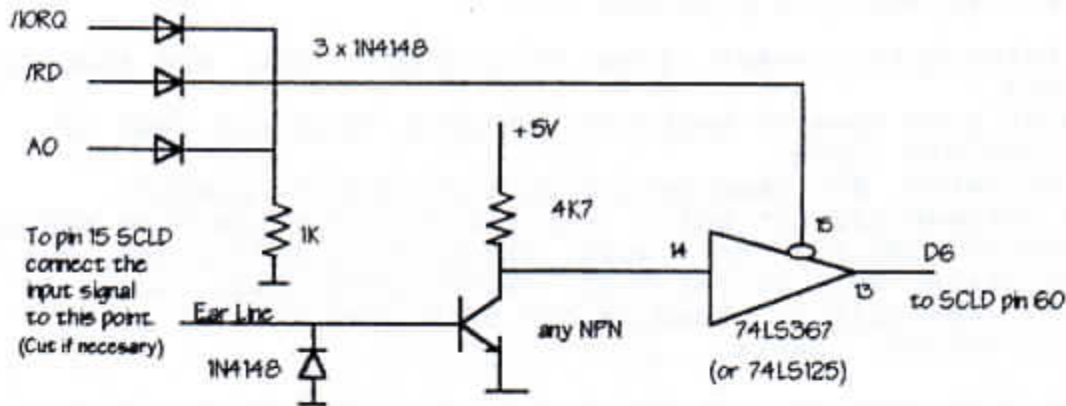 /IORQ
3 x 1N4148
/RD
+5V
A0
1K
4K7
15
14
D6
13
to SCLD pin 60
To pin 15 SCLD
connect the
input signal
to this point.
(Cut if necesary)
Ear Line
any NPN
74LS367
(or 74LS125)
1N4148